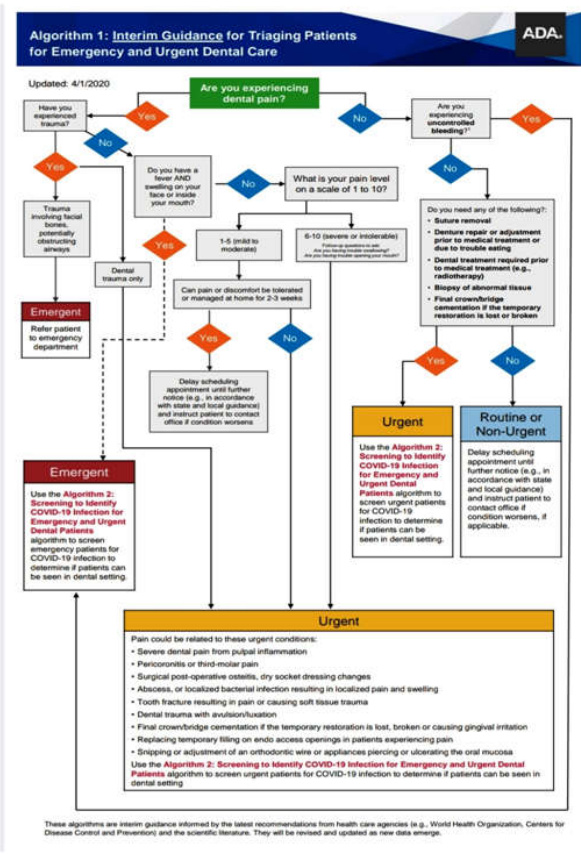 Algorithm 1: Interim Guidance for Triaging Patients
for Emergency and Urgent Dental Care
ADA.
Updated: 4/1/2020
Are you experiencing
dental pain?
Have you
experienced
trauma?
Yes
No
Are you
experiencing
uncontrolled
bleeding?¹
Yes
No
No
Yes
Do you have a
fever AND
swelling on your
face or inside
your mouth?
No
Yes
What is your pain level
on a scale of 1 to 10?
Trauma
involving facial
bones,
potentially
obstructing
airways
Dental
trauma only
1-5 (mild to
moderate)
6-10 (severe or intolerable)
Follow-up questions to ask:
Are you having trouble swallowing?
Are you having trouble opening your mouth?
Do you need any of the following?:
• Suture removal
• Denture repair or adjustment
prior to medical treatment or
due to trouble eating
• Dental treatment required prior
to medical treatment (e.g.,
radiotherapy)
• Biopsy of abnormal tissue
• Final crown/bridge
cementation if the temporary
restoration is lost or broken
Can pain or discomfort be tolerated
or managed at home for 2-3 weeks
Yes
No
Emergent
Refer patient
to emergency
department
Delay scheduling
appointment until further
notice (e.g., in accordance
with state and local guidance)
and instruct patient to contact
office if condition worsens
Yes
No
Urgent
Use the Algorithm 2:
Screening to Identify
COVID-19 Infection
for Emergency and
Urgent Dental
Patients algorithm to
screen urgent patients
for COVID-19
infection to determine
if patients can be
seen in dental setting.
Routine or
Non-Urgent
Delay scheduling
appointment until
further notice (e.g., in
accordance with state
and local guidance)
and instruct patient to
contact office if
condition worsens, if
applicable.
Emergent
Use the Algorithm 2:
Screening to Identify
COVID-19 Infection for
Emergency and Urgent
Dental Patients
algorithm to screen
emergency patients for
COVID-19 infection to
determine if patients can
be seen in dental setting.
Urgent
Pain could be related to these urgent conditions:
• Severe dental pain from pulpal inflammation
• Pericoronitis or third-molar pain
• Surgical post-operative osteitis, dry socket dressing changes
• Abscess, or localized bacterial infection resulting in localized pain and swelling
• Tooth fracture resulting in pain or causing soft tissue trauma
• Dental trauma with avulsion/luxation
• Final crown/bridge cementation if the temporary restoration is lost, broken or causing gingival irritation
• Replacing temporary filling on endo access openings in patients experiencing pain
• Snipping or adjustment of an orthodontic wire or appliances piercing or ulcerating the oral mucosa
Use the Algorithm 2: Screening to Identify COVID-19 Infection for Emergency and Urgent Dental
Patients algorithm to screen urgent patients for COVID-19 infection to determine if patients can be seen in
dental setting
These algorithms are interim guidance informed by the latest recommendations from health care agencies (e.g., World Health Organization, Centers for
Disease Control and Prevention) and the scientific literature. They will be revised and updated as new data emerge.